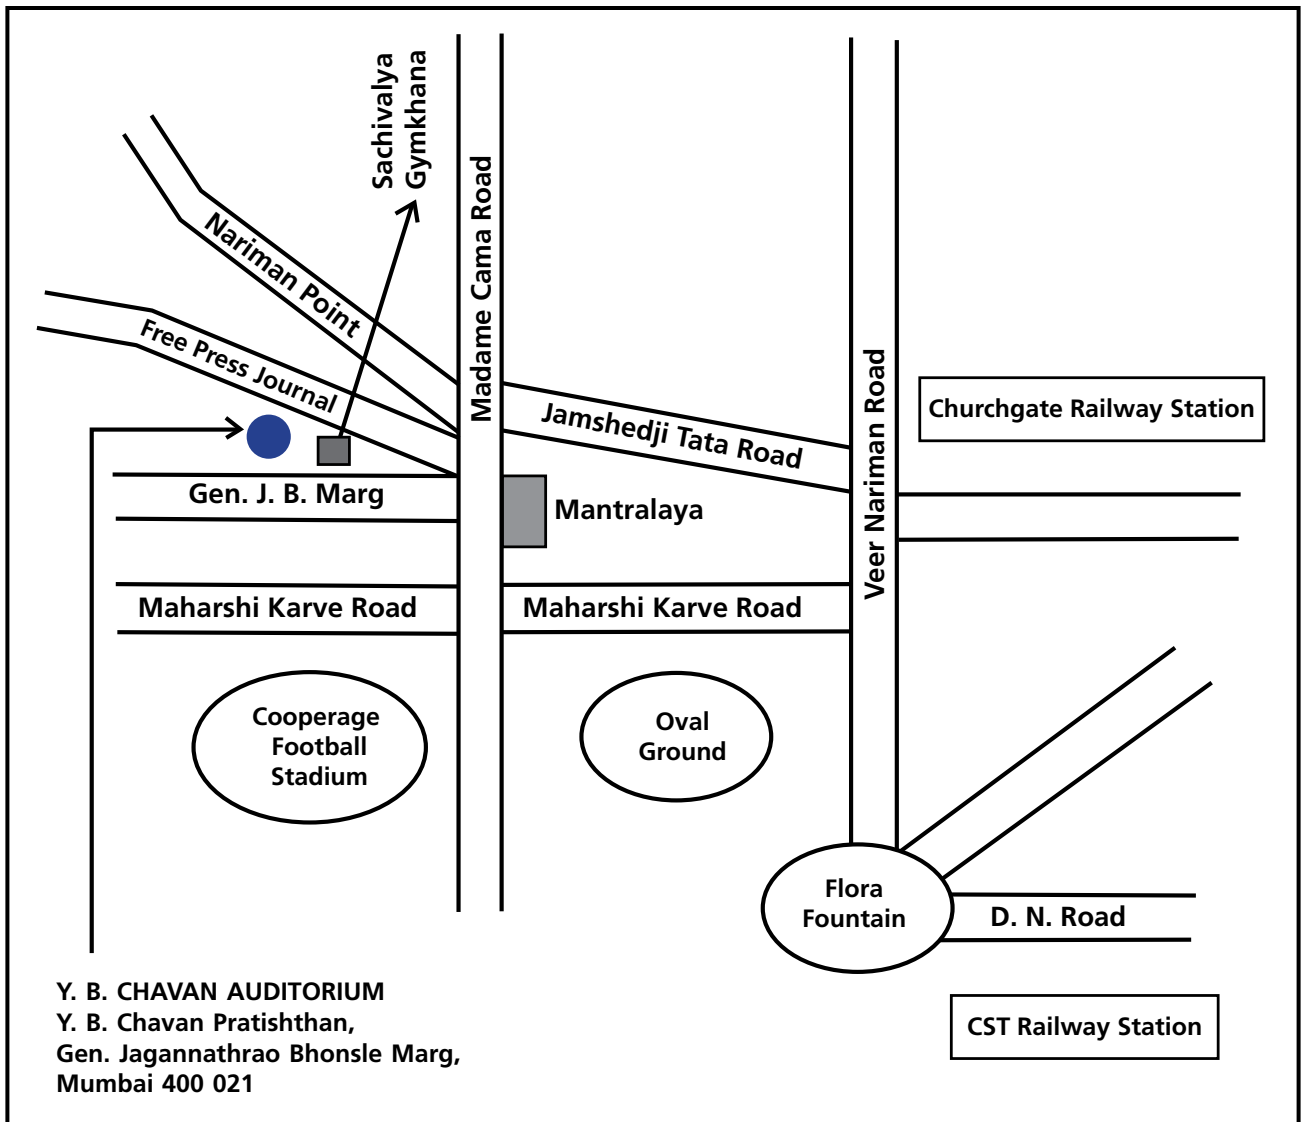 Sachivalya
Gymkhana
Madame Cama Road
Nariman Point
Free Press Journal
Jamshedji Tata Road
Veer Nariman Road
Churchgate Railway Station
Gen. J. B. Marg
Mantralaya
Maharshi Karve Road
Maharshi Karve Road
Cooperage
Football
Stadium
Oval
Ground
Flora
Fountain
D. N. Road
CST Railway Station
Y. B. CHAVAN AUDITORIUM
Y. B. Chavan Pratishthan,
Gen. Jagannathrao Bhonsle Marg,
Mumbai 400 021